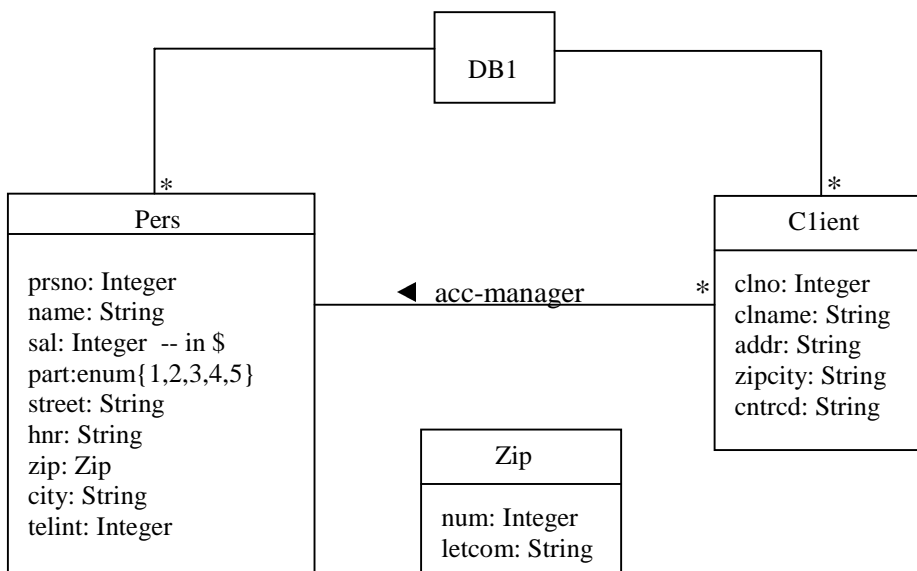 DB1
*
*
Pers
prsno: Integer
name: String
sal: Integer -- in $
part:enum{1,2,3,4,5}
street: String
hnr: String
zip: Zip
city: String
telint: Integer
acc-manager
*
C1ient
clno: Integer
clname: String
addr: String
zipcity: String
cntrcd: String
Zip
num: Integer
letcom: String